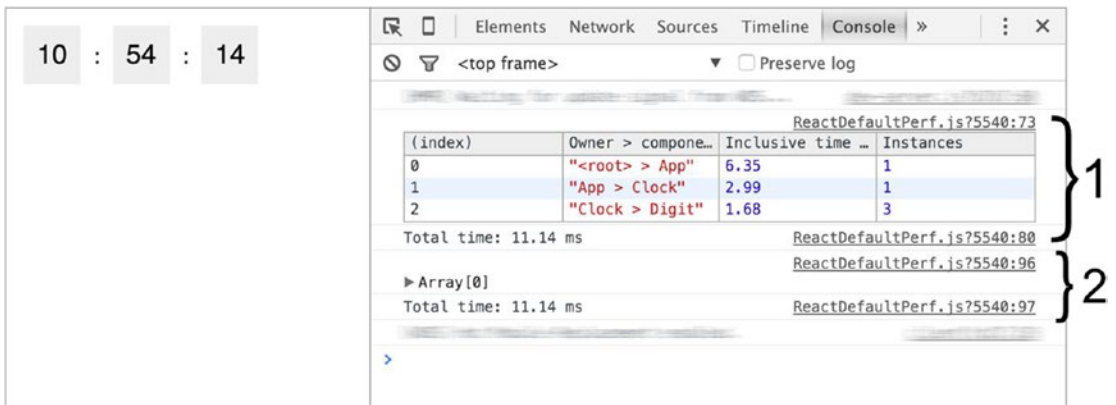 10 : 54 : 14
Elements Network Sources Timeline Console »
<top frame> ▼ Preserve log
ReactDefaultPerf.js?5540:73
(index) Owner > compone… Inclusive time … Instances
0 "<root> > App" 6.35 1
1 "App > Clock" 2.99 1
2 "Clock > Digit" 1.68 3
1
Total time: 11.14 ms ReactDefaultPerf.js?5540:80
ReactDefaultPerf.js?5540:96
▶Array[0]
2
Total time: 11.14 ms ReactDefaultPerf.js?5540:97
>